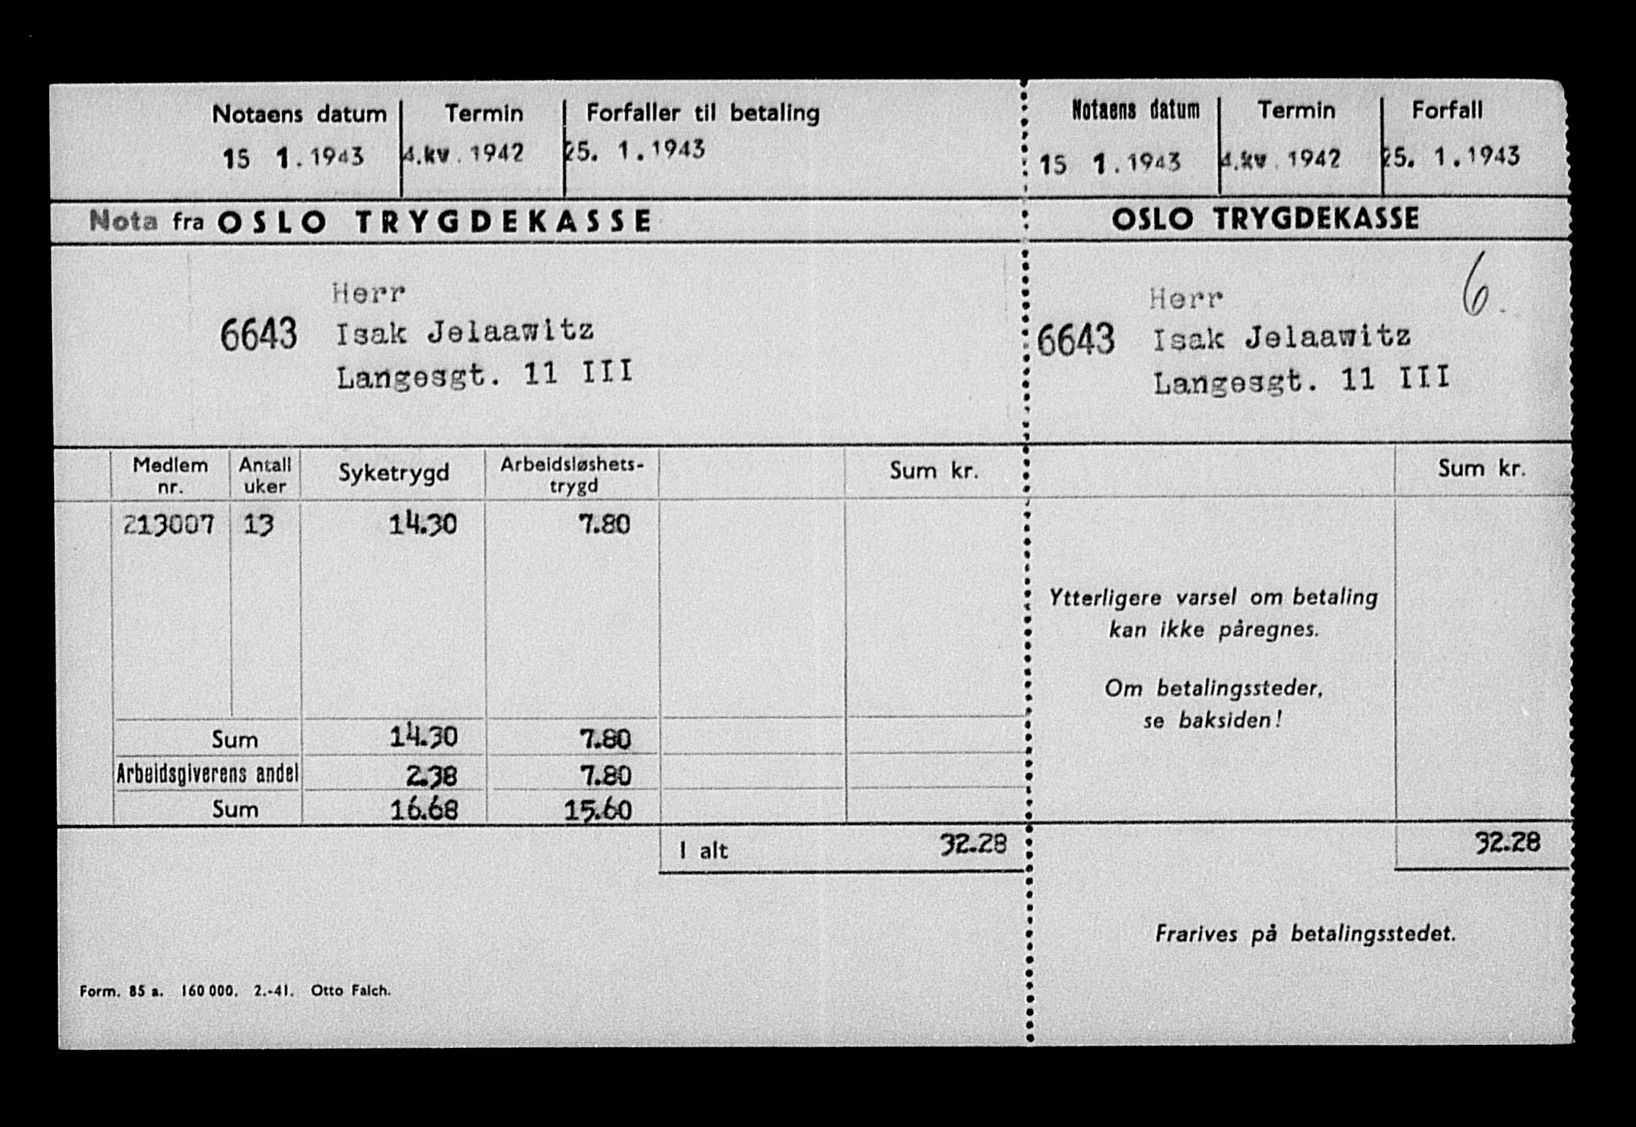 Notaens datum Termin Forfaller til betaling
15 1.1943 4.kv.1942 25. 1.1943
Nota fra OSLO TRYGDEKASSE
Herr
6643 Isak Jelaawitz
Langesgt. 11 III
Medlem nr. Antall uker Syketrygd Arbeidsløshets-trygd Sum kr.
213007 13 14.30 7.80
Sum 14.30 7.80
Arbeidsgiverens andel 2.38 7.80
Sum 16.68 15.60
I alt 32.28
Form. 85 a. 160 000. 2.-41. Otto Falch.
Notaens datum Termin Forfall
15 1.1943 4.kv.1942 25. 1.1943
OSLO TRYGDEKASSE
6.
Herr
6643 Isak Jelaawitz
Langesgt. 11 III
Sum kr.
Ytterligere varsel om betaling
kan ikke påregnes.
Om betalingssteder,
se baksiden!
32.28
Frarives på betalingsstedet.